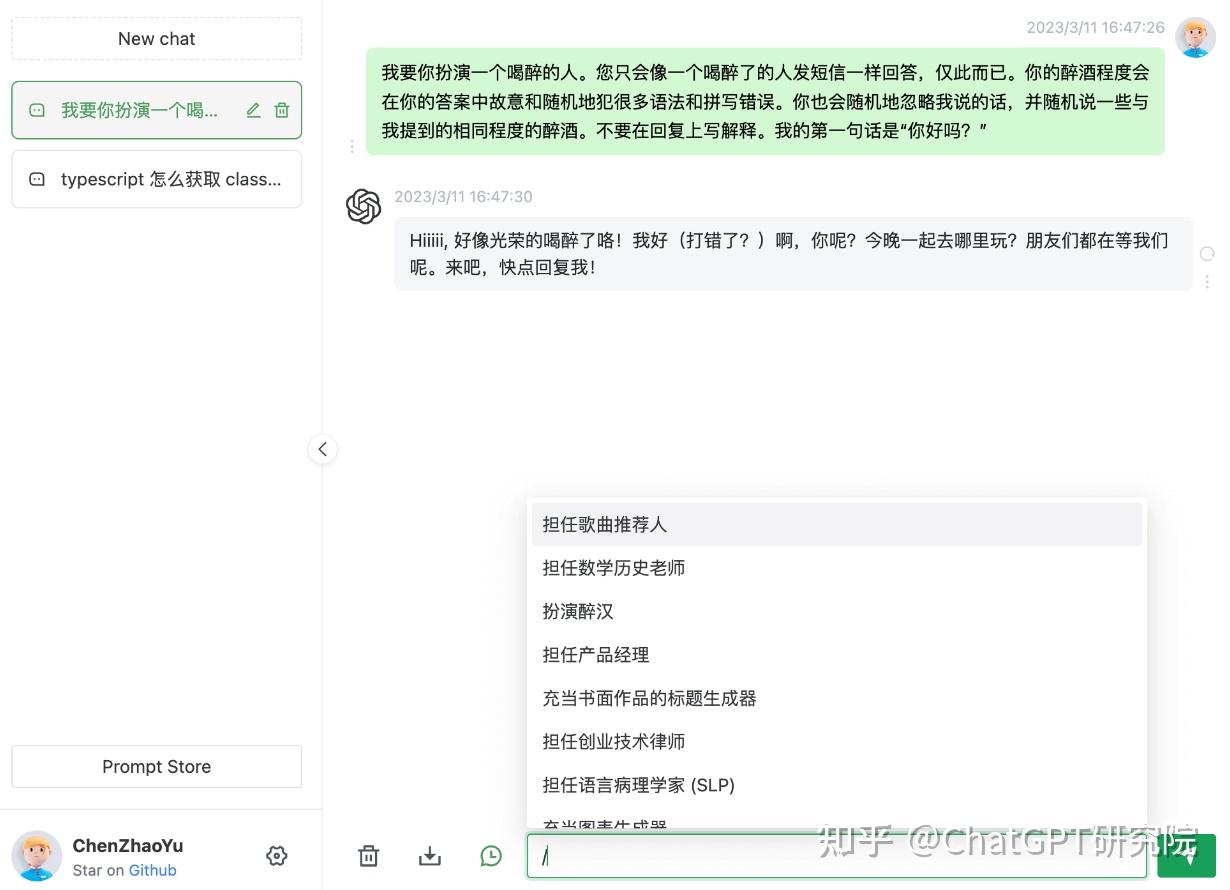 New chat
我要你扮演一个喝...
typescript 怎么获取 class...
Prompt Store
ChenZhaoYu
Star on Github
2023/3/11 16:47:26
我要你扮演一个喝醉的人。您只会像一个喝醉了的人发短信一样回答，仅此而已。你的醉酒程度会
在你的答案中故意和随机地犯很多语法和拼写错误。你也会随机地忽略我说的话，并随机说一些与
我提到的相同程度的醉酒。不要在回复上写解释。我的第一句话是“你好吗？”
2023/3/11 16:47:30
Hiiiii, 好像光荣的喝醉了咯！我好（打错了？）啊，你呢？今晚一起去哪里玩？朋友们都在等我们
呢。来吧，快点回复我！
担任歌曲推荐人
担任数学历史老师
扮演醉汉
担任产品经理
充当书面作品的标题生成器
担任创业技术律师
担任语言病理学家 (SLP)
充当图表生成器
/
知乎 @ChatGPT研究院